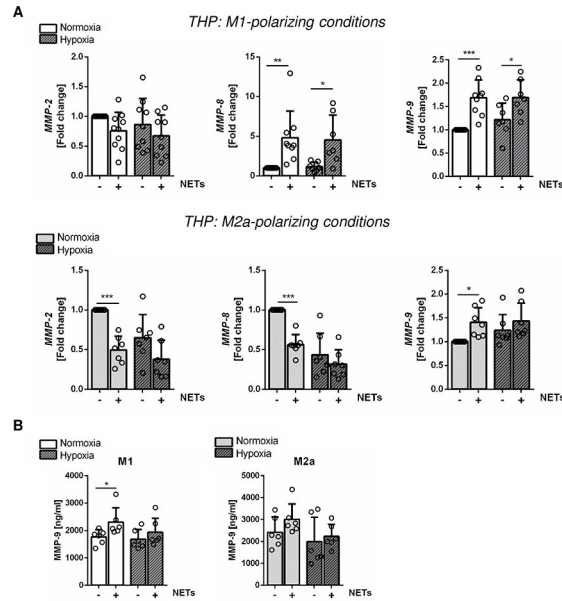 A
THP: M1-polarizing conditions
Normoxia
Hypoxia
MMP-2
[Fold change]
2.0
1.5
1.0
0.5
0.0
- + - + NETs
MMP-8
[Fold change]
15
10
5
0
**
*
- + - +
MMP-9
[Fold change]
2.5
2.0
1.5
1.0
0.5
0.0
***
*
- + - + NETs
THP: M2a-polarizing conditions
Normoxia
Hypoxia
MMP-2
[Fold change]
1.5
1.0
0.5
0.0
***
- + - + NETs
MMP-8
[Fold change]
1.5
1.0
0.5
0.0
***
- + - + NETs
MMP-9
[Fold change]
2.5
2.0
1.5
1.0
0.5
0.0
*
- + - + NETs
B
Normoxia
Hypoxia
M1
MMP-9 [ng/ml]
4000
3000
2000
1000
0
*
- + - + NETs
Normoxia
Hypoxia
M2a
MMP-9 [ng/ml]
5000
4000
3000
2000
1000
0
- + - + NETs